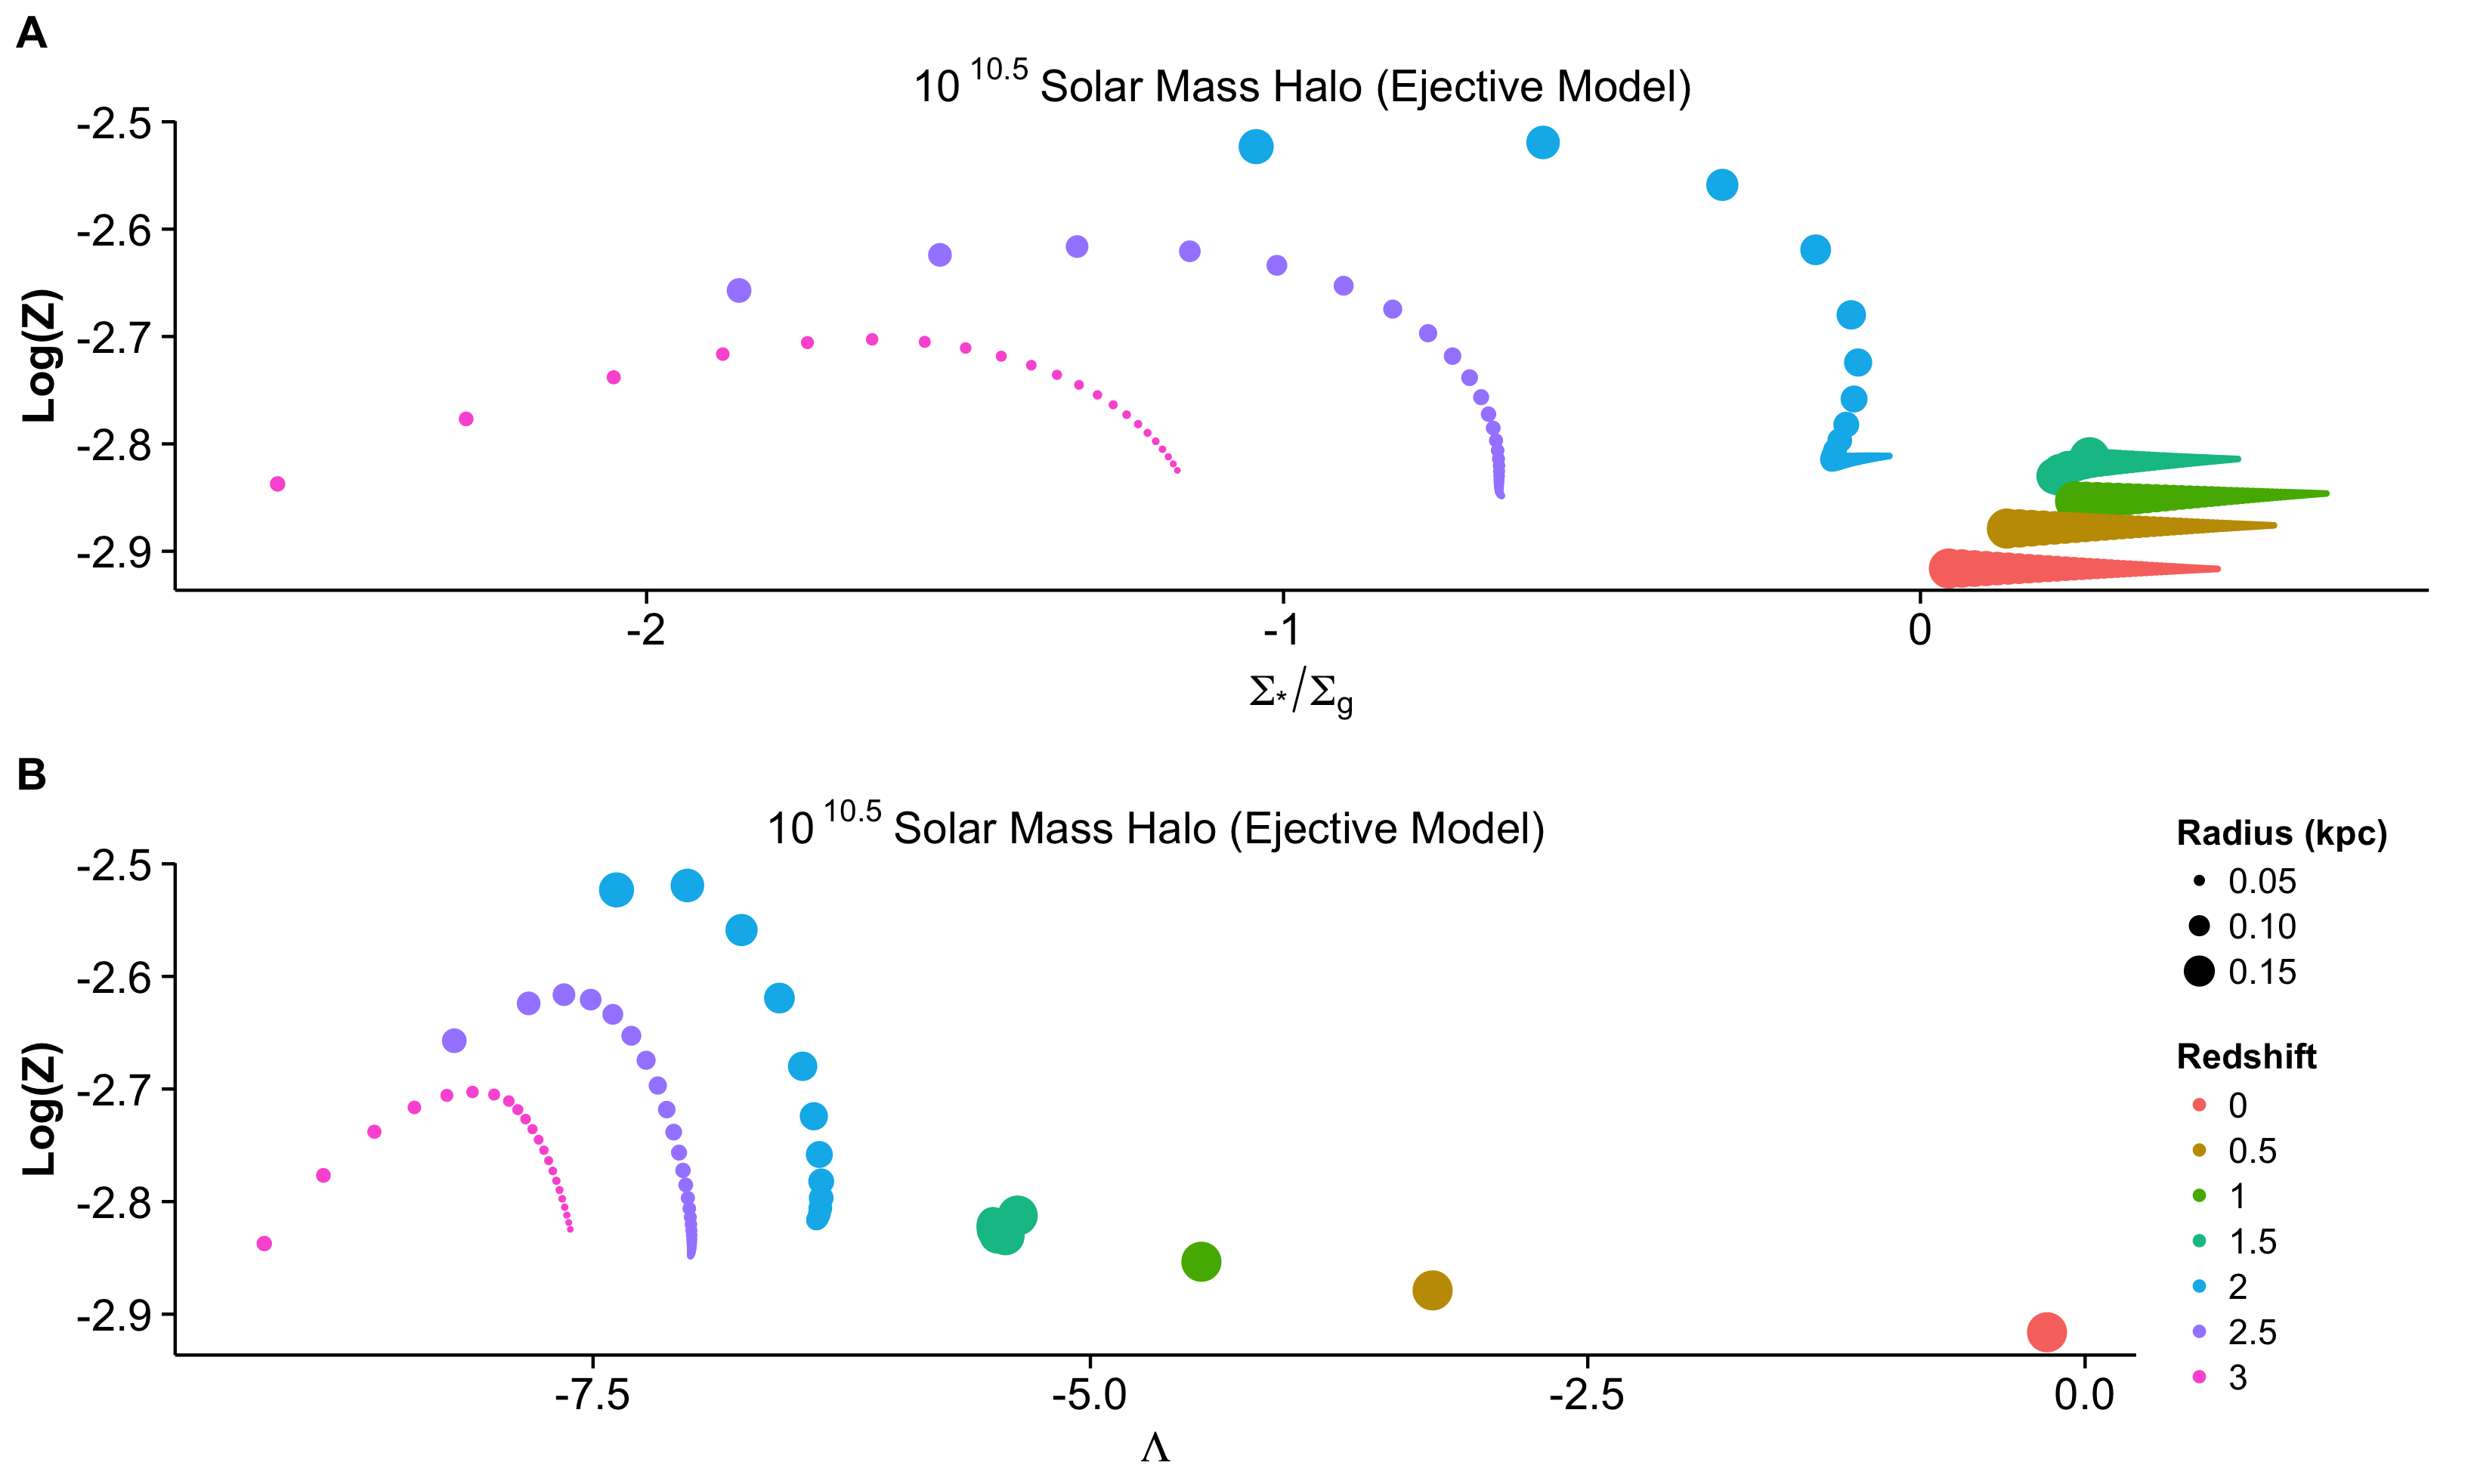 A
10 10.5 Solar Mass Halo (Ejective Model)
-2.5
-2.6
-2.7
-2.8
-2.9
Log(Z)
-2 -1 0
Σ*/Σg
B
10 10.5 Solar Mass Halo (Ejective Model)
-2.5
-2.6
-2.7
-2.8
-2.9
Log(Z)
-7.5 -5.0 -2.5 0.0
Λ
Radius (kpc)
0.05
0.10
0.15
Redshift
0
0.5
1
1.5
2
2.5
3